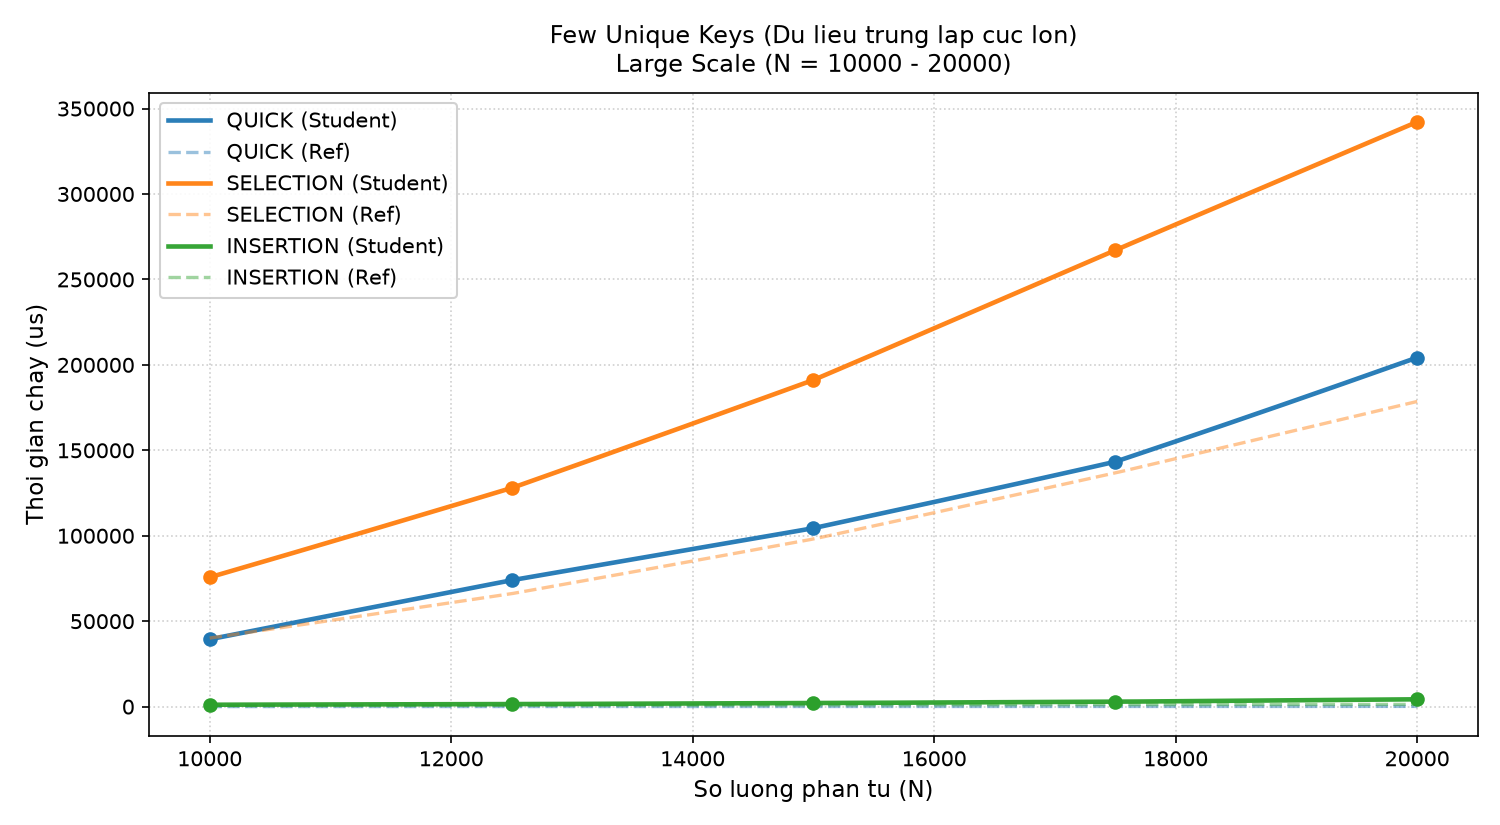 Few Unique Keys (Du lieu trung lap cuc lon)
Large Scale (N = 10000 - 20000)
Thoi gian chay (us)
350000
300000
250000
200000
150000
100000
50000
0
QUICK (Student)
QUICK (Ref)
SELECTION (Student)
SELECTION (Ref)
INSERTION (Student)
INSERTION (Ref)
10000 12000 14000 16000 18000 20000
So luong phan tu (N)